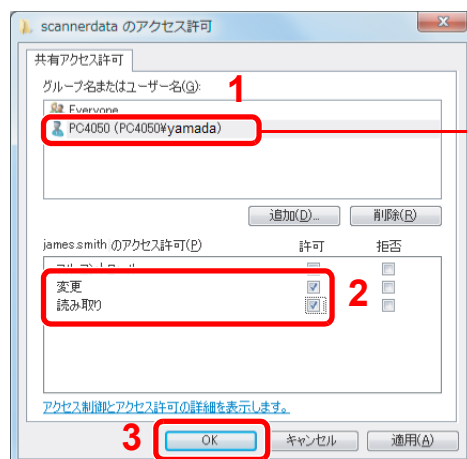 scannerdata のアクセス許可
共有アクセス許可
グループ名またはユーザー名(G):
1
Everyone
PC4050 (PC4050¥yamada)
追加(D)... 削除(R)
james.smith のアクセス許可(P) 許可 拒否
変更
2
読み取り
アクセス制御とアクセス許可の詳細を表示します。
3
OK キャンセル 適用(A)